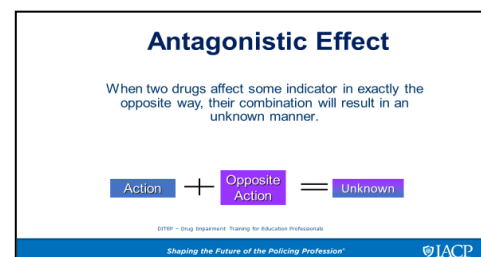 Antagonistic Effect
When two drugs affect some indicator in exactly the
opposite way, their combination will result in an
unknown manner.
Action + Opposite Action = Unknown
DITEP – Drug Impairment Training for Education Professionals
Shaping the Future of the Policing Profession®
IACP